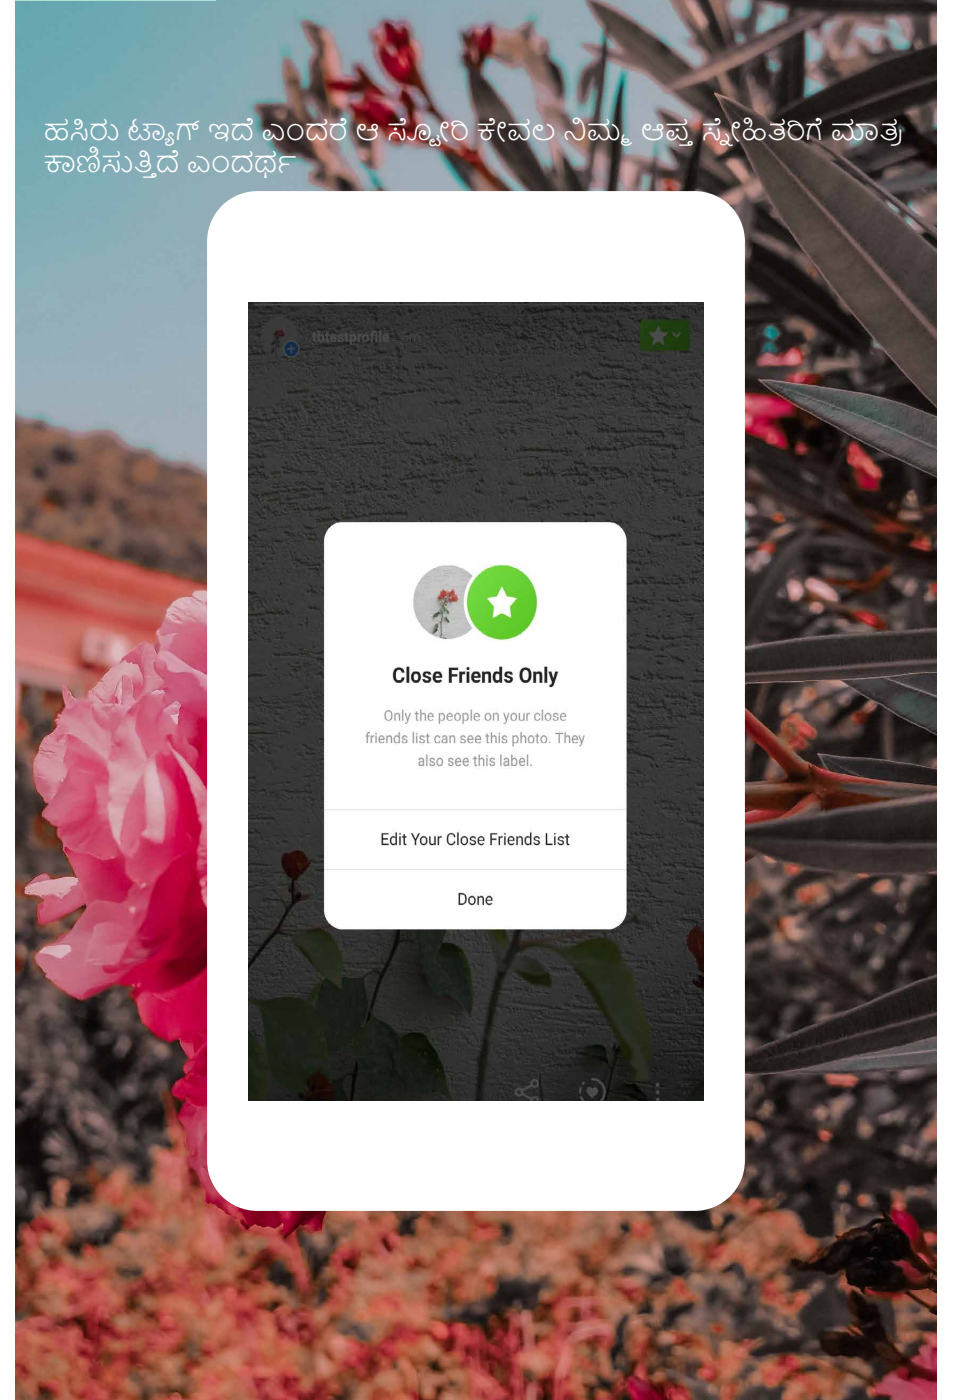 ಹಸಿರು ಟ್ಯಾಗ್ ಇದೆ ಎಂದರೆ ಆ ಸ್ಟೋರಿ ಕೇವಲ ನಿಮ್ಮ ಆಪ್ತ ಸ್ನೇಹಿತರಿಗೆ ಮಾತ್ರ
ಕಾಣಿಸುತ್ತಿದೆ ಎಂದರ್ಥ
tbtestprofile
Close Friends Only
Only the people on your close
friends list can see this photo. They
also see this label.
Edit Your Close Friends List
Done